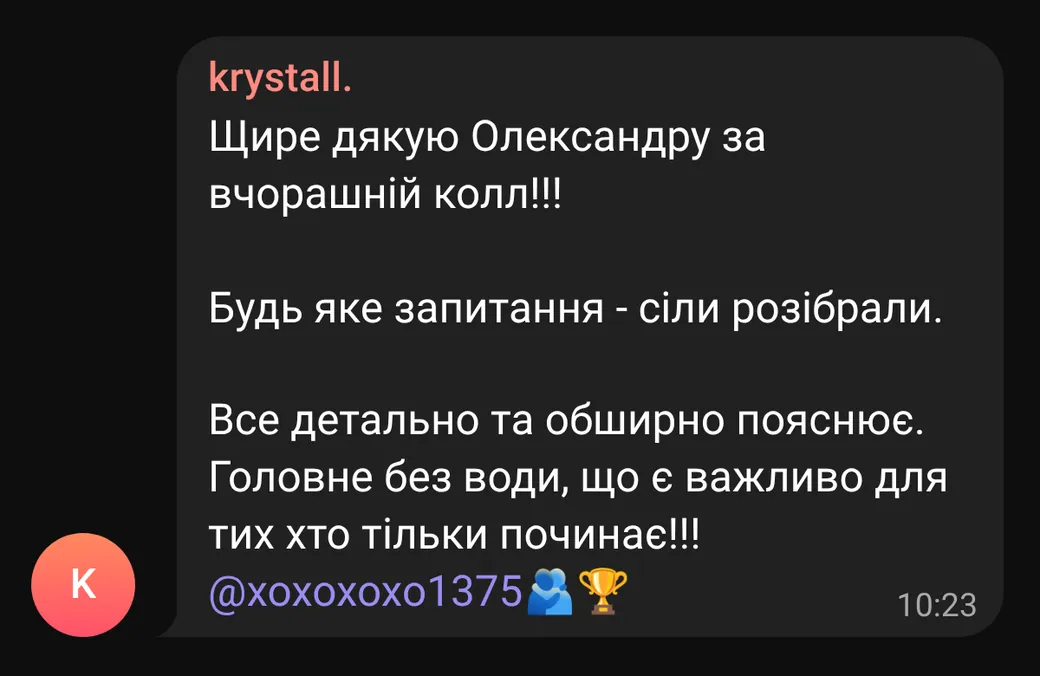 krystall.
Щире дякую Олександру за
вчорашній колл!!!
Будь яке запитання - сіли розібрали.
Все детально та обширно пояснює.
Головне без води, що є важливо для
тих хто тільки починає!!!
@xoxoxoxo1375🫂🏆
10:23
K